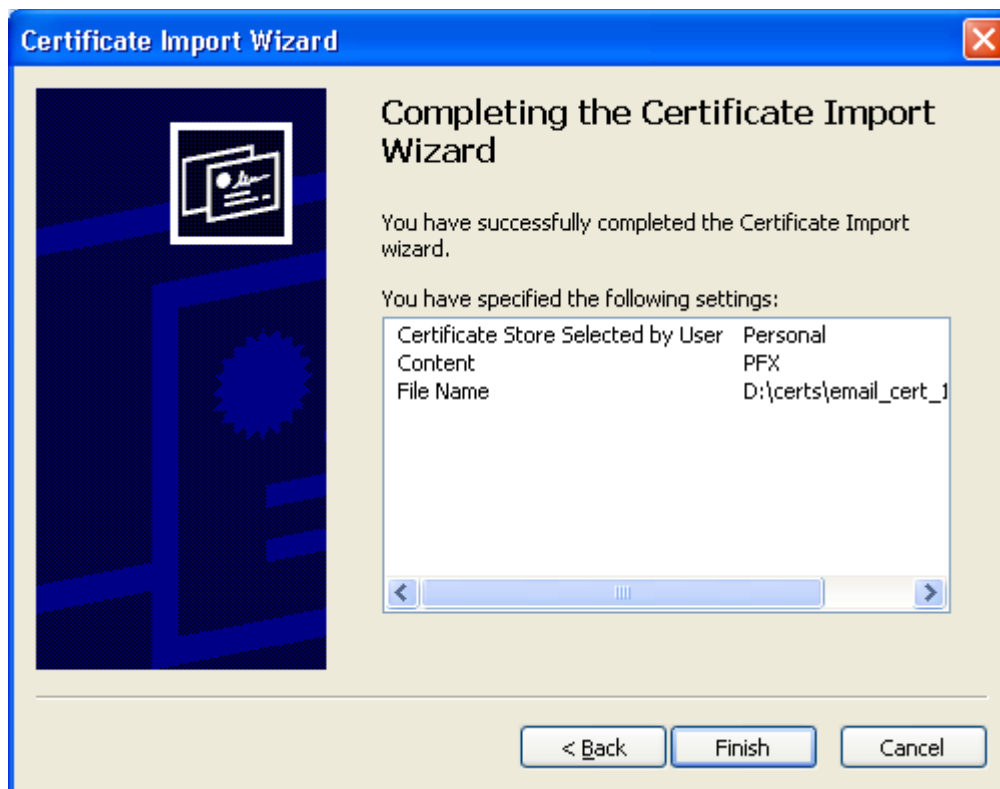 Certificate Import Wizard
Completing the Certificate Import
Wizard
You have successfully completed the Certificate Import
wizard.
You have specified the following settings:
Certificate Store Selected by User Personal
Content PFX
File Name D:\certs\email_cert_1
< Back Finish Cancel